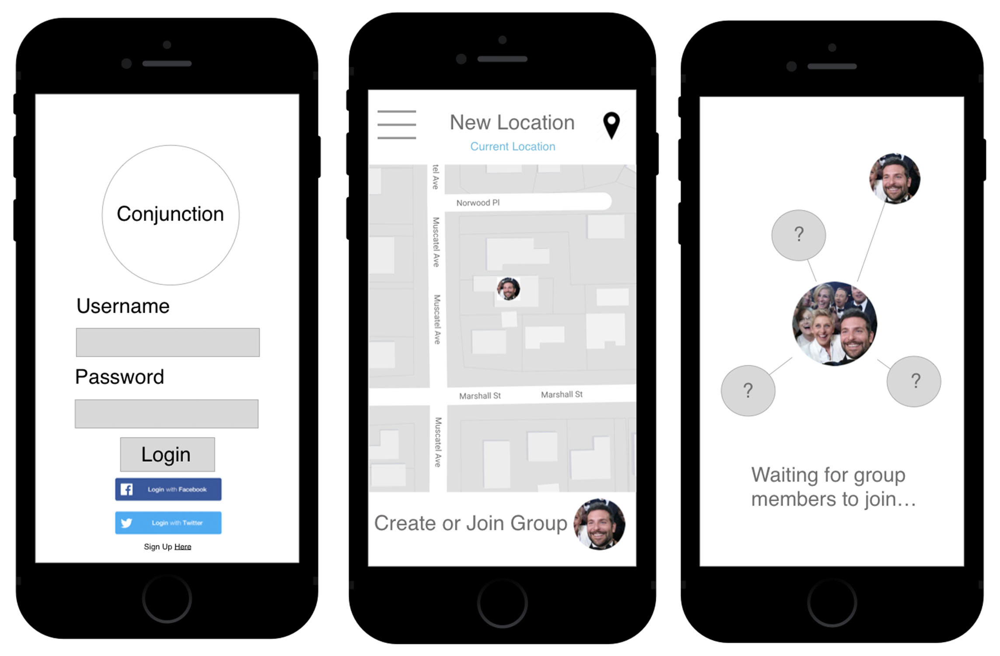 Conjunction
Username
Password
Login
Login with Facebook
Login with Twitter
Sign Up Here
New Location
Current Location
tel Ave
Norwood Pl
Muscatel Ave
Muscatel Ave
Marshall St
Marshall St
Muscatel Ave
Create or Join Group
?
?
?
Waiting for group
members to join...